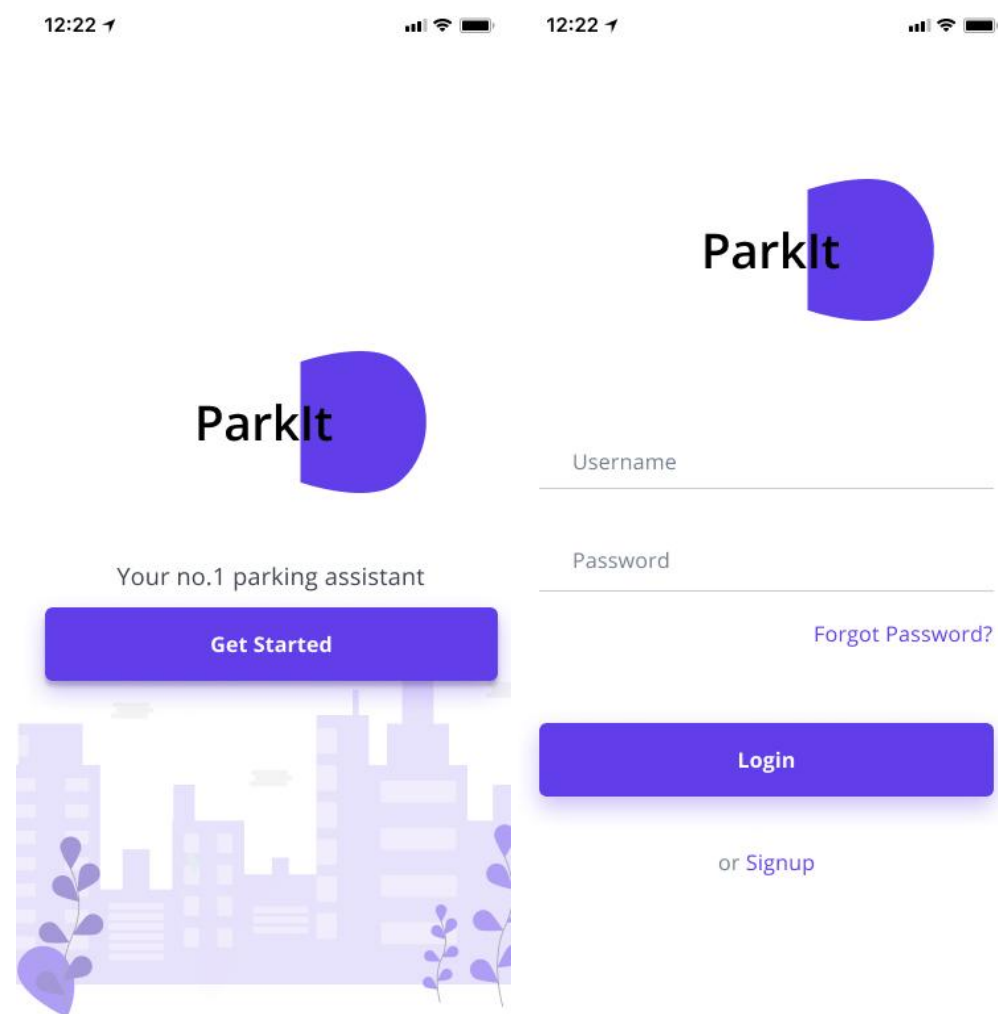 12:22
ParkIt
Your no.1 parking assistant
Get Started
12:22
ParkIt
Username
Password
Forgot Password?
Login
or Signup